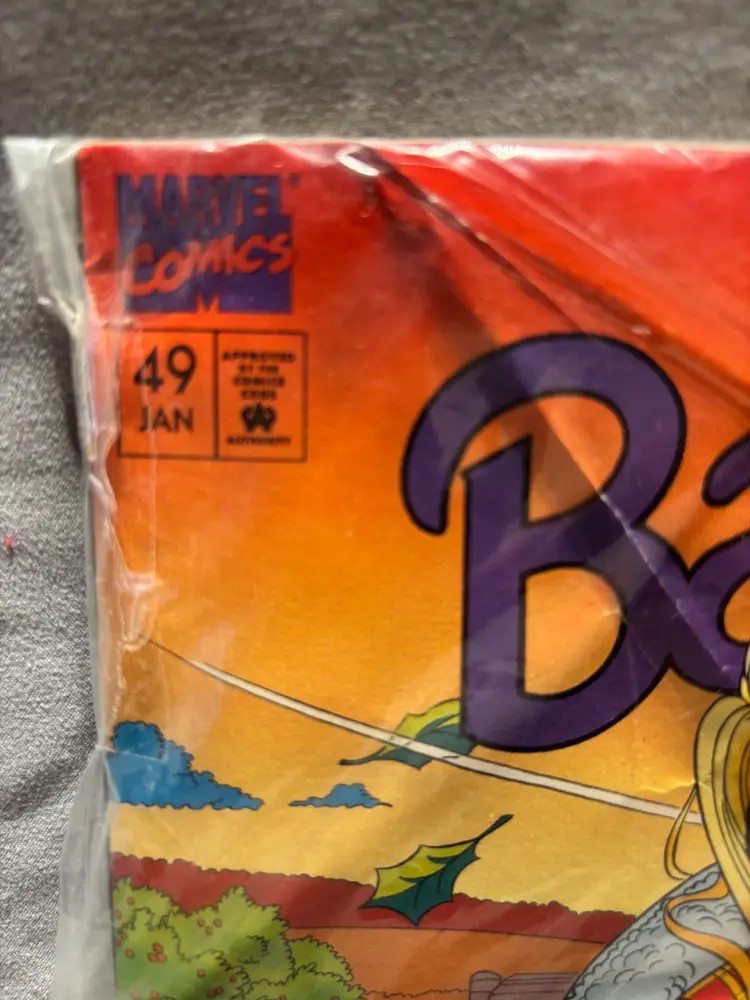 MARVEL®
COMICS
M
49
JAN
APPROVED
BY THE
COMICS
CODE
AUTHORITY
Ba